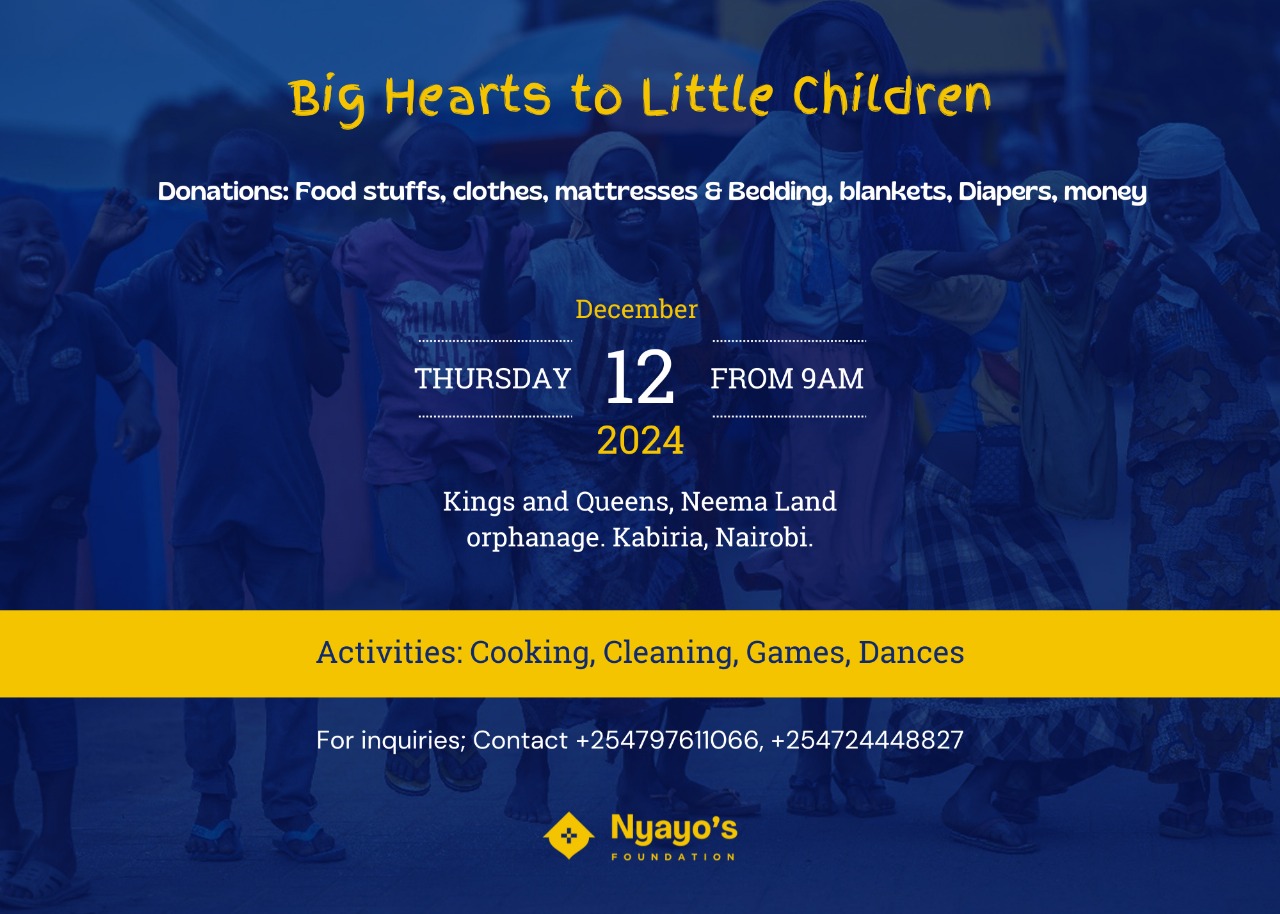 Big Hearts to Little Children
Donations: Food stuffs, clothes, mattresses & Bedding, blankets, Diapers, money
December
THURSDAY 12 FROM 9AM
2024
Kings and Queens, Neema Land
orphanage. Kabiria, Nairobi.
Activities: Cooking, Cleaning, Games, Dances
For inquiries; Contact +254797611066, +254724448827
Nyayo's
FOUNDATION
MIAMI
BEACH